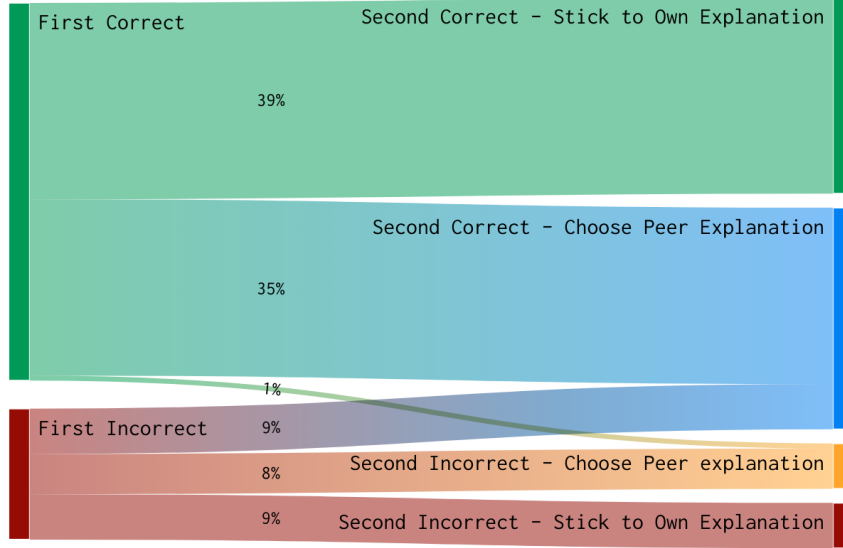 First Correct
Second Correct – Stick to Own Explanation
39%
Second Correct – Choose Peer Explanation
35%
1%
First Incorrect
9%
Second Incorrect – Choose Peer explanation
8%
9%
Second Incorrect – Stick to Own Explanation